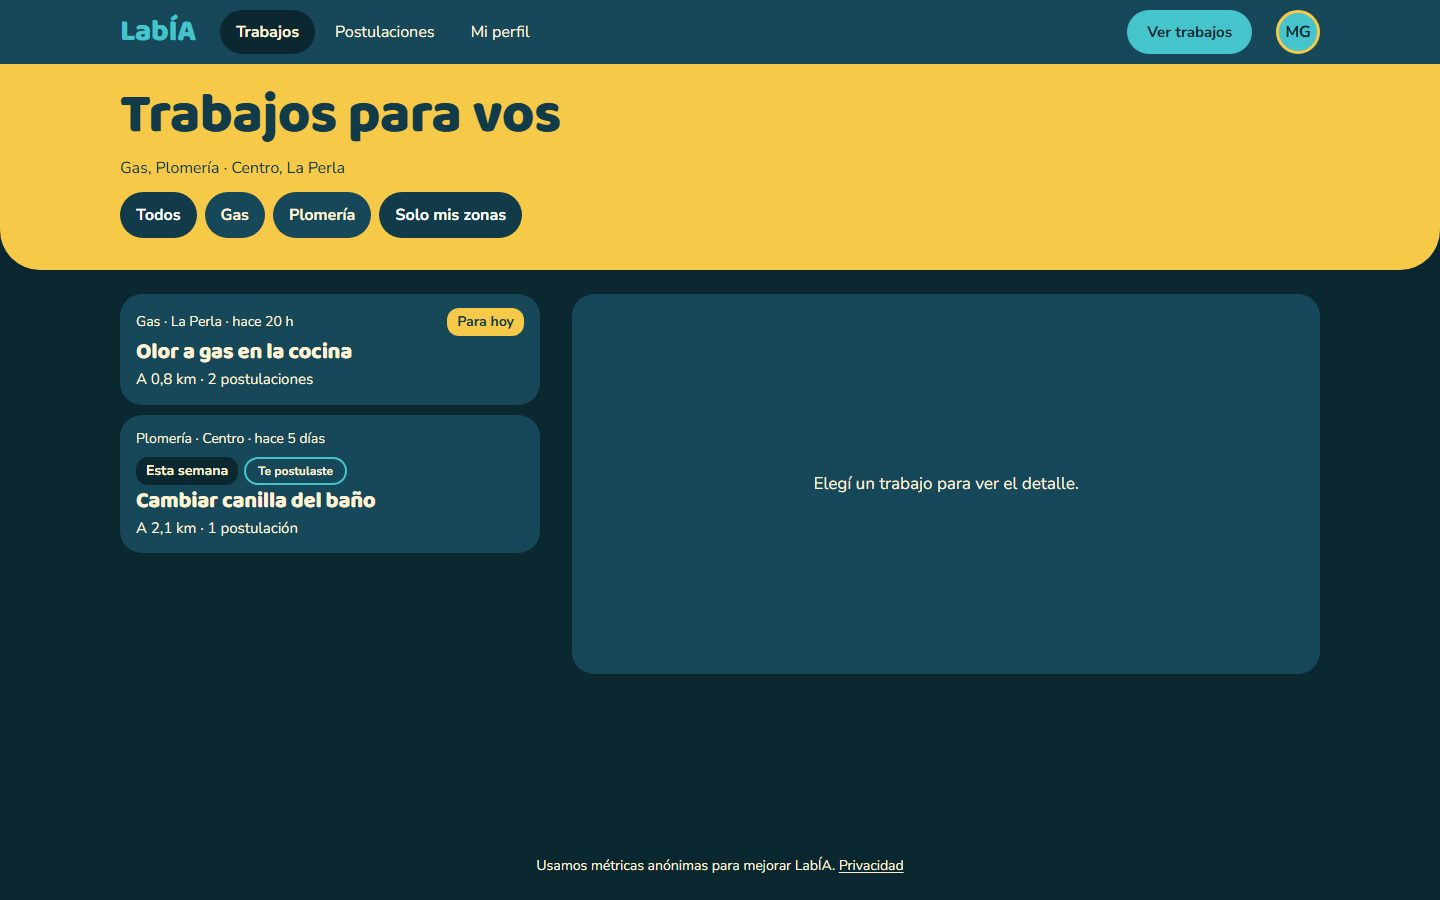 LabÍA
Trabajos
Postulaciones
Mi perfil
Ver trabajos
MG
Trabajos para vos
Gas, Plomería · Centro, La Perla
Todos
Gas
Plomería
Solo mis zonas
Gas · La Perla · hace 20 h
Para hoy
Olor a gas en la cocina
A 0,8 km · 2 postulaciones
Plomería · Centro · hace 5 días
Esta semana
Te postulaste
Cambiar canilla del baño
A 2,1 km · 1 postulación
Elegí un trabajo para ver el detalle.
Usamos métricas anónimas para mejorar LabÍA. Privacidad